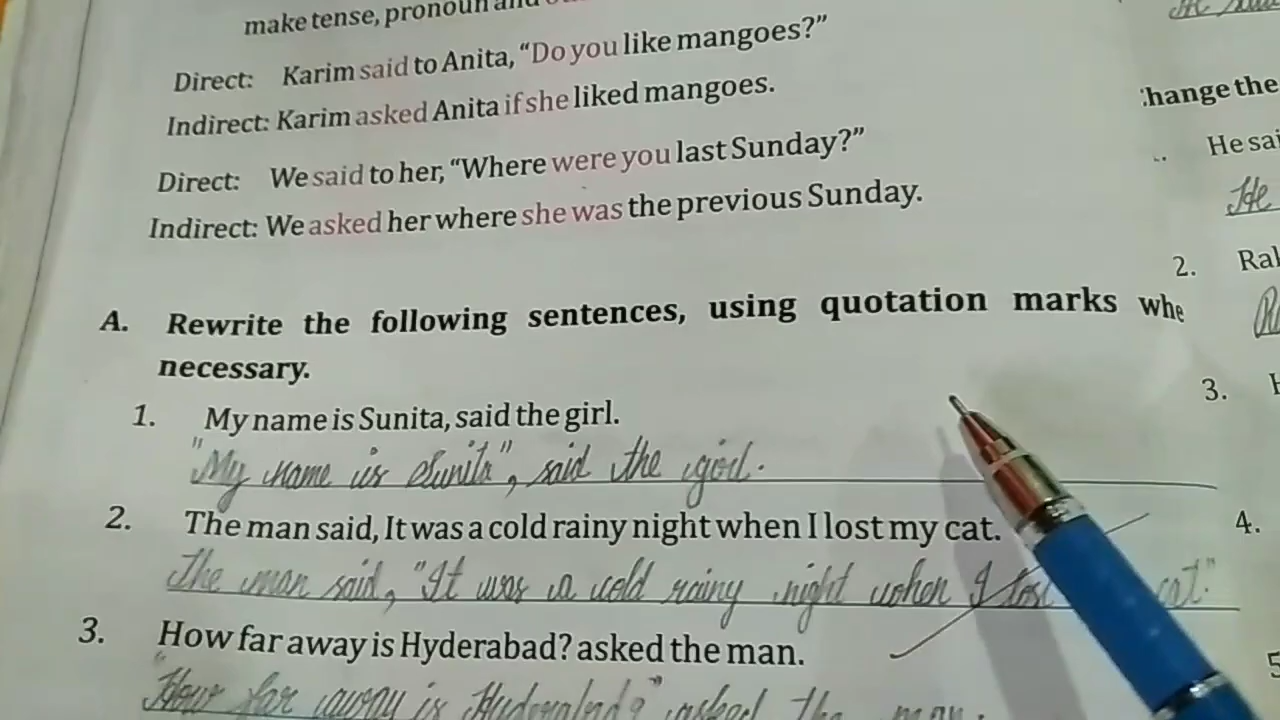 make tense, pronoun and
Direct: Karim said to Anita, “Do you like mangoes?”
Indirect: Karim asked Anita if she liked mangoes.
Direct: We said to her, “Where were you last Sunday?”
Indirect: We asked her where she was the previous Sunday.
A. Rewrite the following sentences, using quotation marks whe
necessary.
1. My name is Sunita, said the girl.
"My name is Sunita", said the girl.
2. The man said, It was a cold rainy night when I lost my cat.
The man said, "It was a cold rainy night when I lost cat."
3. How far away is Hyderabad? asked the man.
"How far away is Hyderabad?" asked the man.
hange the
He sai
He
2. Ral
3.
4.
5